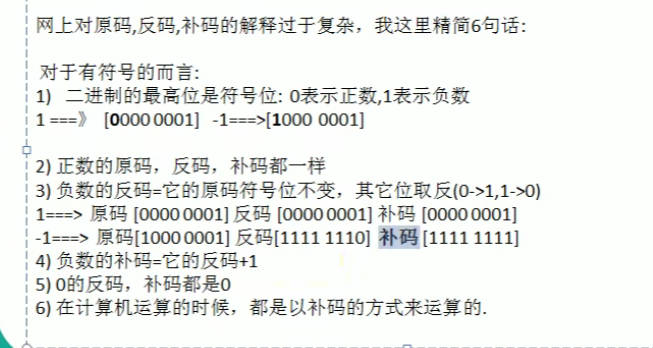 网上对原码,反码,补码的解释过于复杂，我这里精简6句话:
对于有符号的而言:
1) 二进制的最高位是符号位: 0表示正数,1表示负数
1 ===》 [0000 0001] -1===>[1000 0001]
2) 正数的原码，反码，补码都一样
3) 负数的反码=它的原码符号位不变，其它位取反(0->1,1->0)
1===> 原码 [0000 0001] 反码 [0000 0001] 补码 [0000 0001]
-1===> 原码[1000 0001] 反码[1111 1110] 补码 [1111 1111]
4) 负数的补码=它的反码+1
5) 0的反码，补码都是0
6) 在计算机运算的时候，都是以补码的方式来运算的.